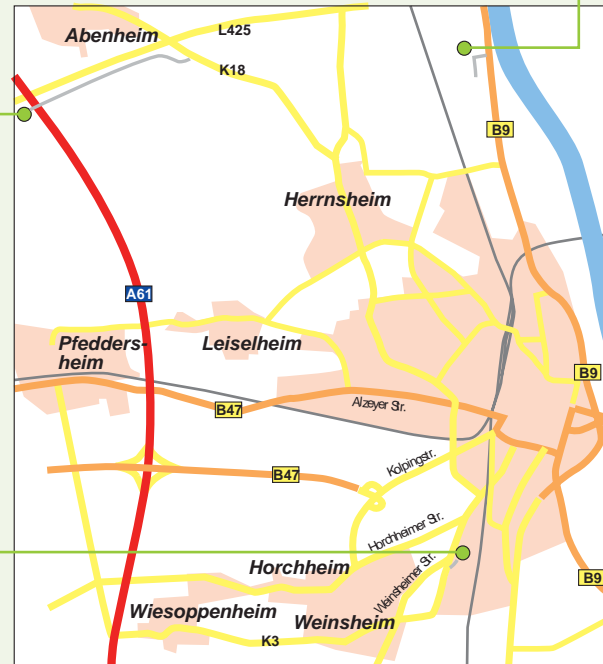 Abenheim
L425
K18
B9
Herrnsheim
A61
Pfedders-
heim
Leiselheim
B9
Alzeyer Str.
B47
Kolpingstr.
B47
Horchheimer Str.
Weinsheimer Str.
Horchheim
B9
Wiesoppenheim
Weinsheim
K3